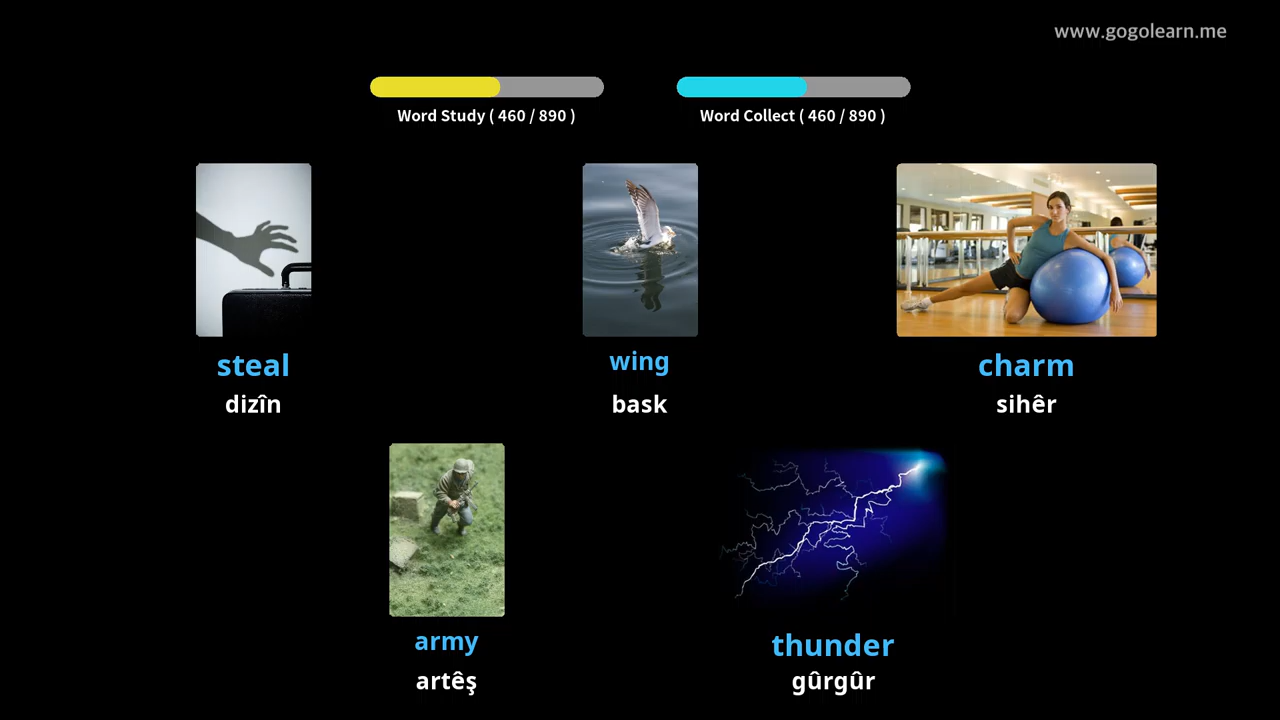 www.gogolearn.me
Word Study ( 460 / 890 )
Word Collect ( 460 / 890 )
steal
dizîn
wing
bask
charm
sihêr
army
artêş
thunder
gûrgûr